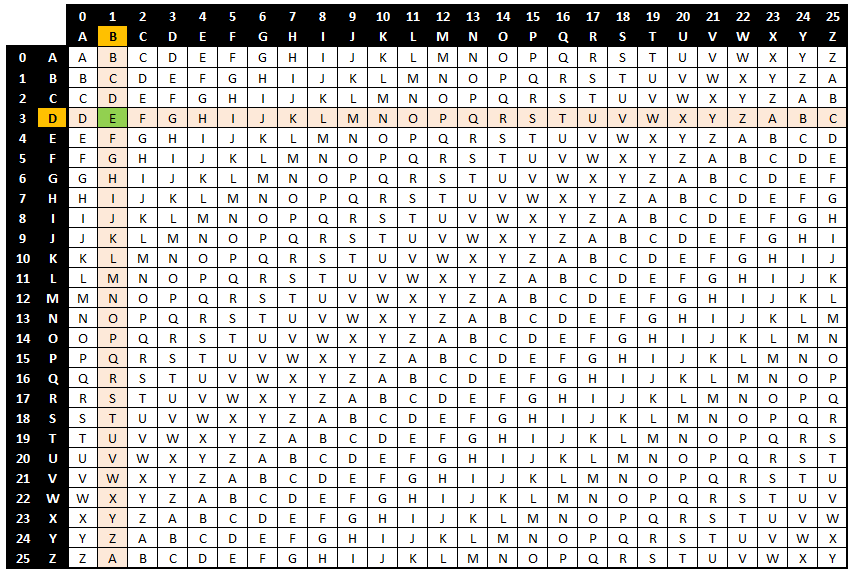 0 1 2 3 4 5 6 7 8 9 10 11 12 13 14 15 16 17 18 19 20 21 22 23 24 25
A B C D E F G H I J K L M N O P Q R S T U V W X Y Z
0 A A B C D E F G H I J K L M N O P Q R S T U V W X Y Z
1 B B C D E F G H I J K L M N O P Q R S T U V W X Y Z A
2 C C D E F G H I J K L M N O P Q R S T U V W X Y Z A B
3 D D E F G H I J K L M N O P Q R S T U V W X Y Z A B C
4 E E F G H I J K L M N O P Q R S T U V W X Y Z A B C D
5 F F G H I J K L M N O P Q R S T U V W X Y Z A B C D E
6 G G H I J K L M N O P Q R S T U V W X Y Z A B C D E F
7 H H I J K L M N O P Q R S T U V W X Y Z A B C D E F G
8 I I J K L M N O P Q R S T U V W X Y Z A B C D E F G H
9 J J K L M N O P Q R S T U V W X Y Z A B C D E F G H I
10 K K L M N O P Q R S T U V W X Y Z A B C D E F G H I J
11 L L M N O P Q R S T U V W X Y Z A B C D E F G H I J K
12 M M N O P Q R S T U V W X Y Z A B C D E F G H I J K L
13 N N O P Q R S T U V W X Y Z A B C D E F G H I J K L M
14 O O P Q R S T U V W X Y Z A B C D E F G H I J K L M N
15 P P Q R S T U V W X Y Z A B C D E F G H I J K L M N O
16 Q Q R S T U V W X Y Z A B C D E F G H I J K L M N O P
17 R R S T U V W X Y Z A B C D E F G H I J K L M N O P Q
18 S S T U V W X Y Z A B C D E F G H I J K L M N O P Q R
19 T T U V W X Y Z A B C D E F G H I J K L M N O P Q R S
20 U U V W X Y Z A B C D E F G H I J K L M N O P Q R S T
21 V V W X Y Z A B C D E F G H I J K L M N O P Q R S T U
22 W W X Y Z A B C D E F G H I J K L M N O P Q R S T U V
23 X X Y Z A B C D E F G H I J K L M N O P Q R S T U V W
24 Y Y Z A B C D E F G H I J K L M N O P Q R S T U V W X
25 Z Z A B C D E F G H I J K L M N O P Q R S T U V W X Y